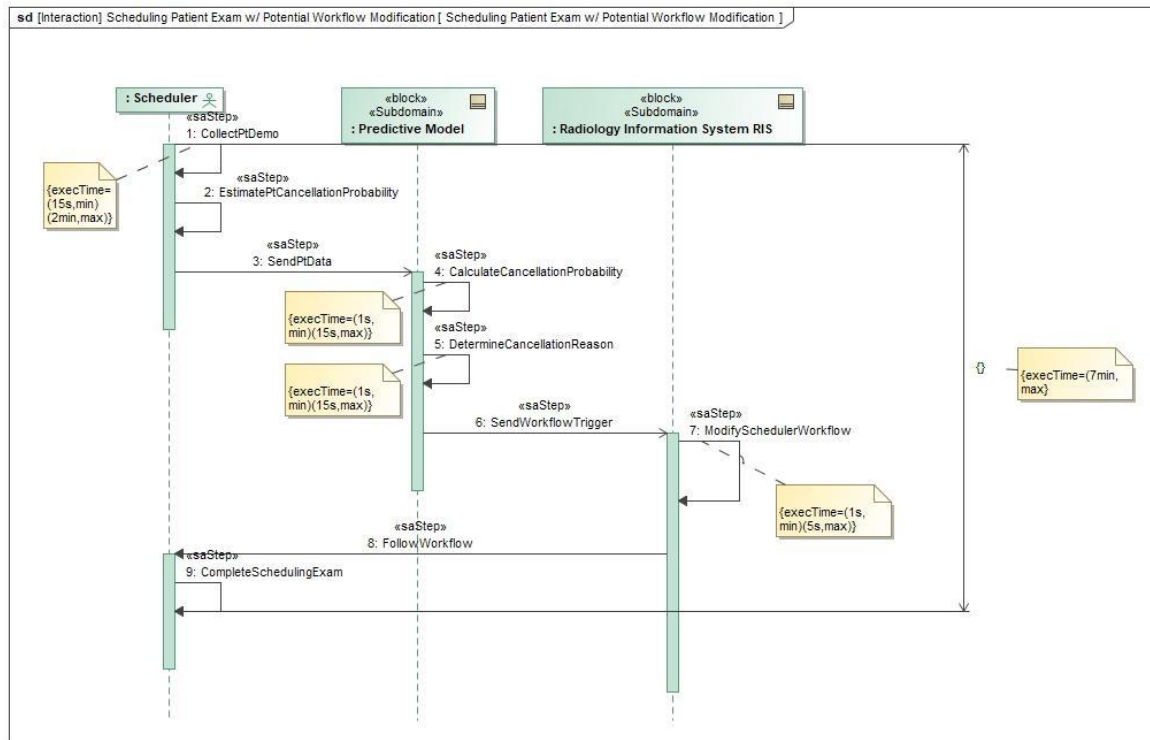 sd [Interaction] Scheduling Patient Exam w/ Potential Workflow Modification [ Scheduling Patient Exam w/ Potential Workflow Modification ]
: Scheduler
«block»
«Subdomain»
: Predictive Model
«block»
«Subdomain»
: Radiology Information System RIS
«saStep»
1: CollectPtDemo
{execTime=
(15s,min)
(2min,max)}
«saStep»
2: EstimatePtCancellationProbability
«saStep»
3: SendPtData
«saStep»
4: CalculateCancellationProbability
{execTime=(1s,
min)(15s,max)}
«saStep»
5: DetermineCancellationReason
{execTime=(1s,
min)(15s,max)}
{}
{execTime=(7min,
max}
«saStep»
6: SendWorkflowTrigger
«saStep»
7: ModifySchedulerWorkflow
{execTime=(1s,
min)(5s,max)}
«saStep»
8: FollowWorkflow
«saStep»
9: CompleteSchedulingExam